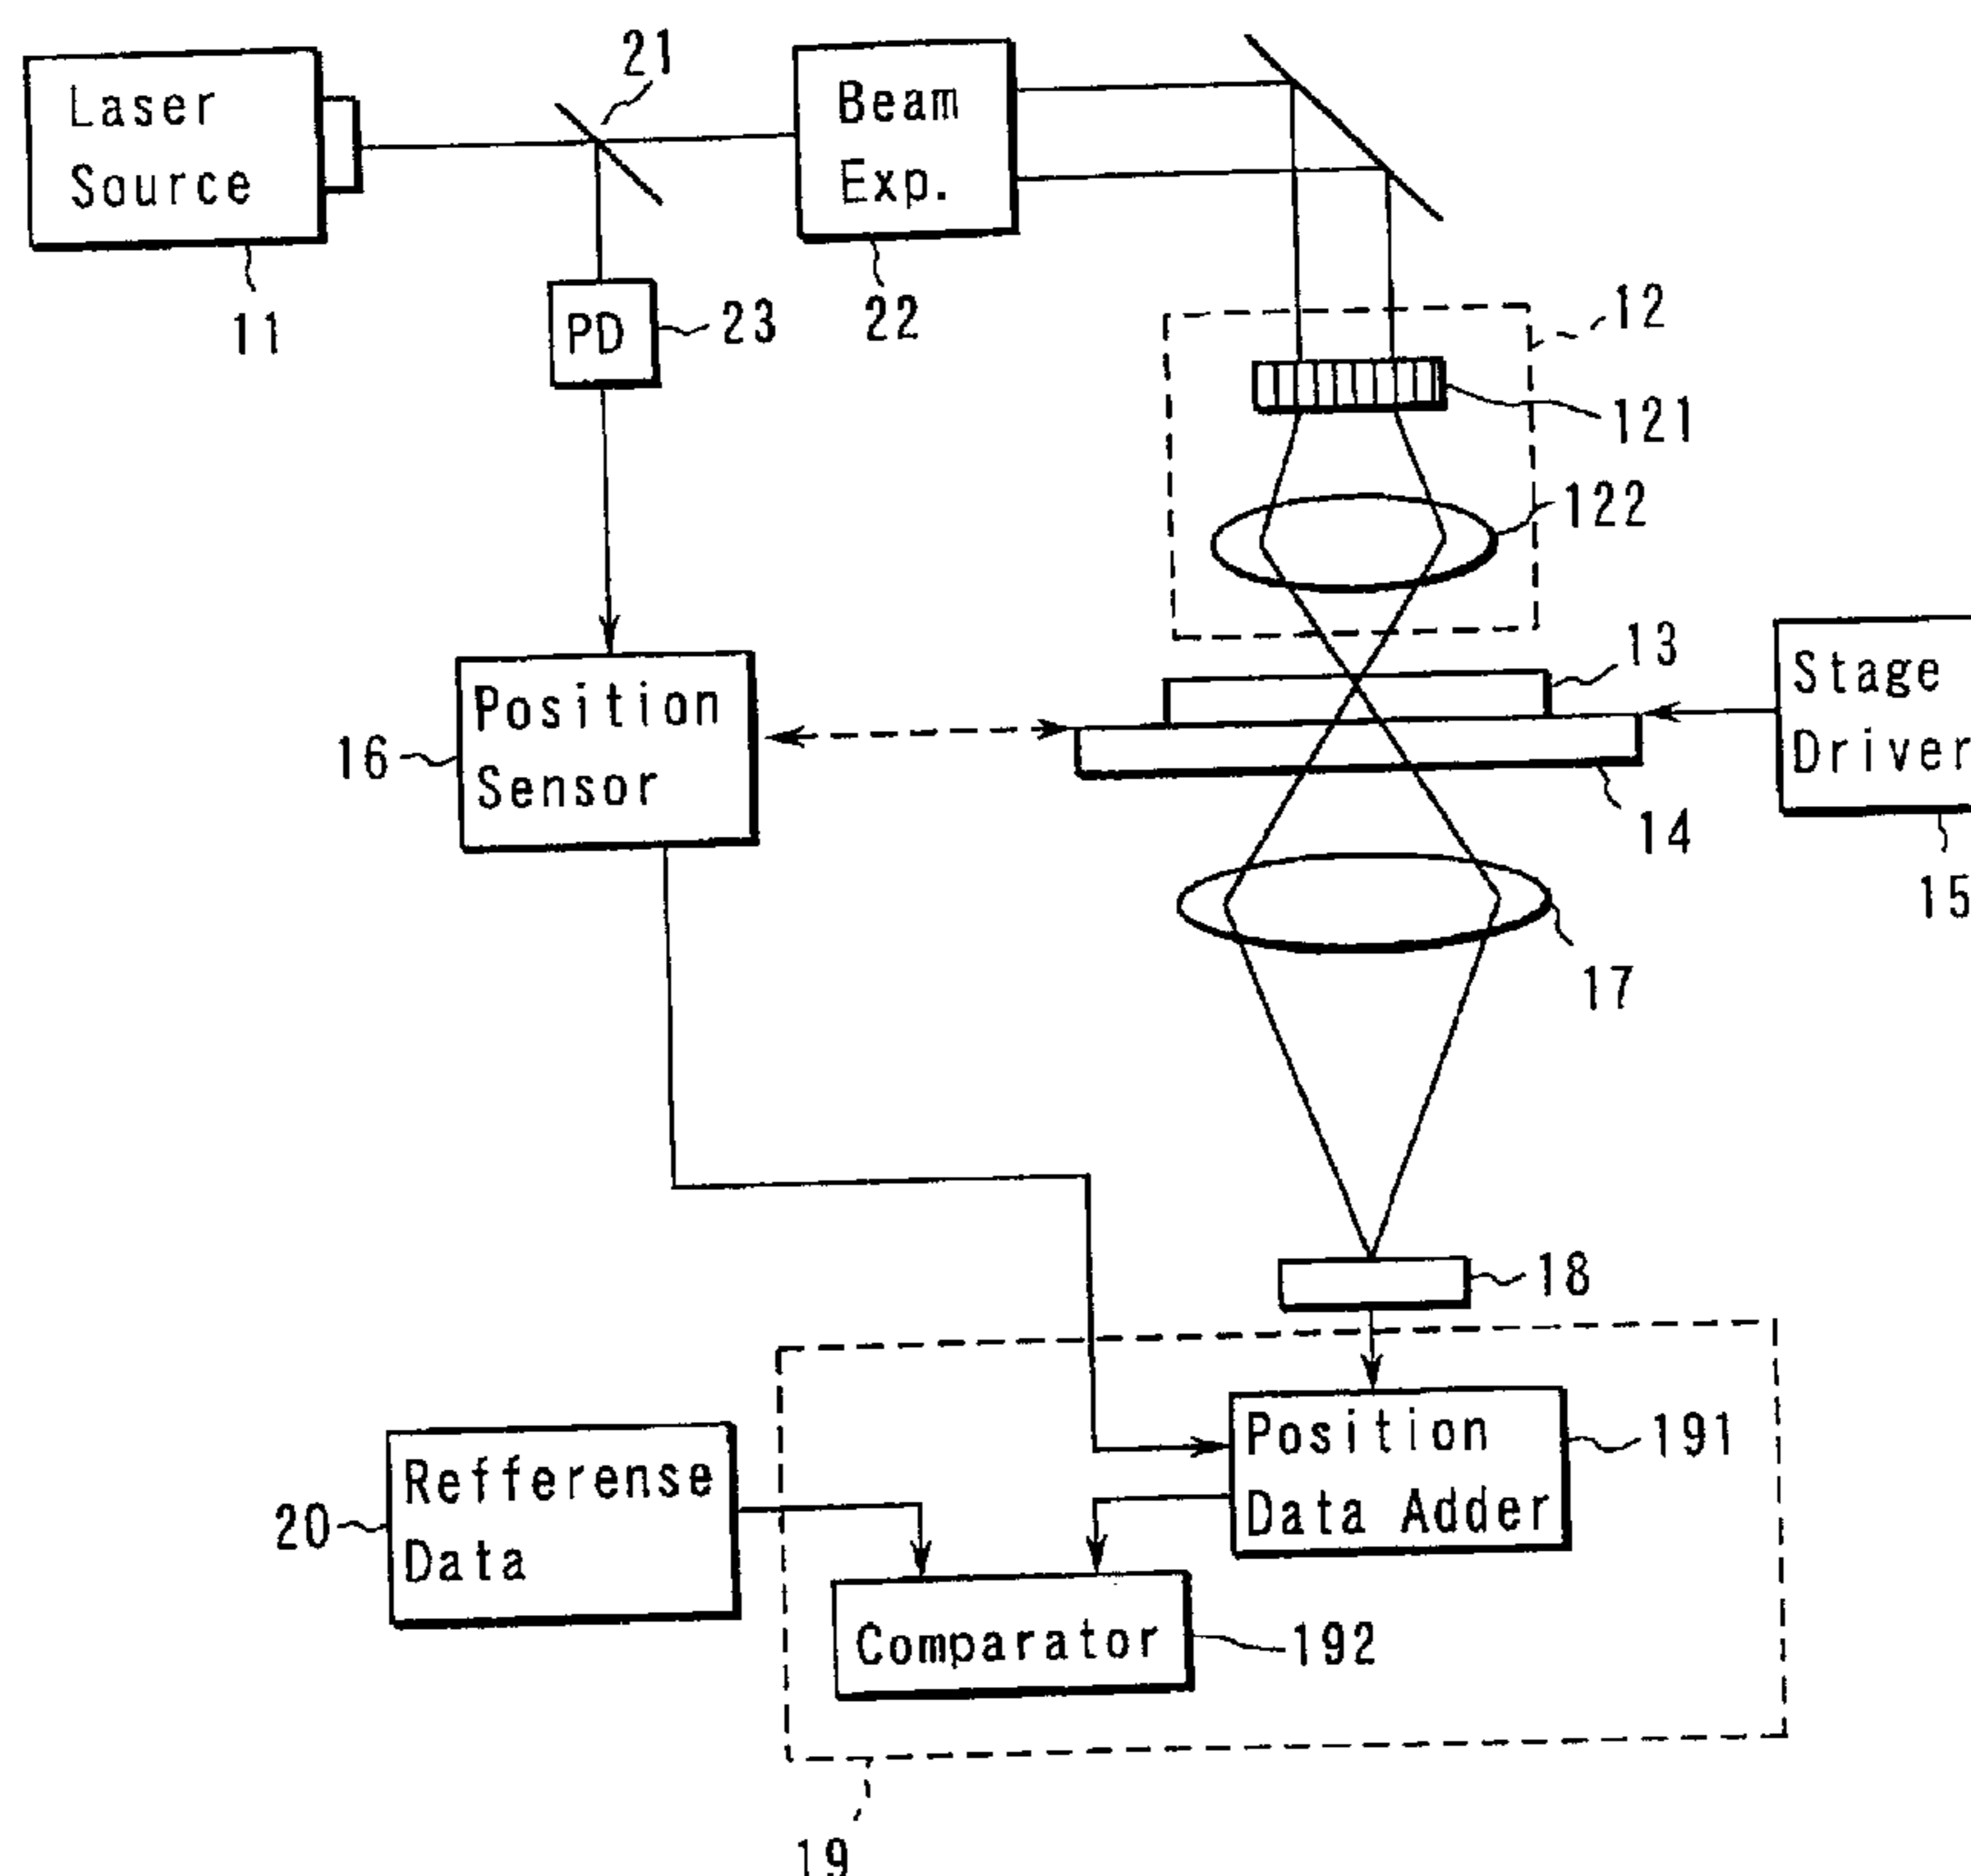 21
Laser
Source
11
Beam
Exp.
22
PD
23
12
121
122
13
Stage
Driver
15
14
Position
Sensor
16
17
18
Position
Data Adder
191
Refferense
Data
20
Comparator
192
19